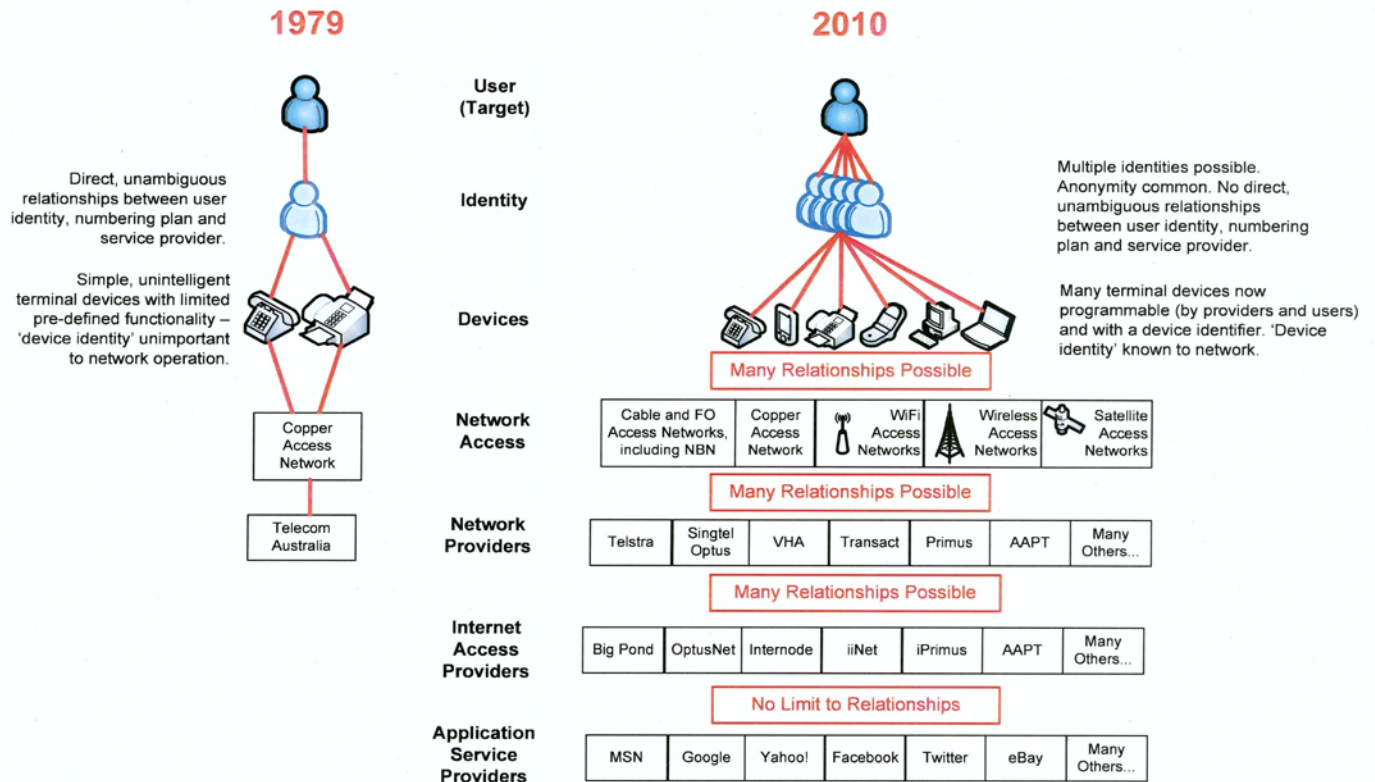 1979
2010
User
(Target)
Direct, unambiguous
relationships between user
identity, numbering plan and
service provider.
Identity
Multiple identities possible.
Anonymity common. No direct,
unambiguous relationships
between user identity, numbering
plan and service provider.
Simple, unintelligent
terminal devices with limited
pre-defined functionality –
'device identity' unimportant
to network operation.
Devices
Many terminal devices now
programmable (by providers and users)
and with a device identifier. 'Device
identity' known to network.
Many Relationships Possible
Copper
Access
Network
Network
Access
Cable and FO
Access Networks,
including NBN
Copper
Access
Network
WiFi
Access
Networks
Wireless
Access
Networks
Satellite
Access
Networks
Many Relationships Possible
Telecom
Australia
Network
Providers
Telstra
Singtel
Optus
VHA
Transact
Primus
AAPT
Many
Others...
Many Relationships Possible
Internet
Access
Providers
Big Pond
OptusNet
Internode
iiNet
iPrimus
AAPT
Many
Others...
No Limit to Relationships
Application
Service
Providers
MSN
Google
Yahoo!
Facebook
Twitter
eBay
Many
Others...